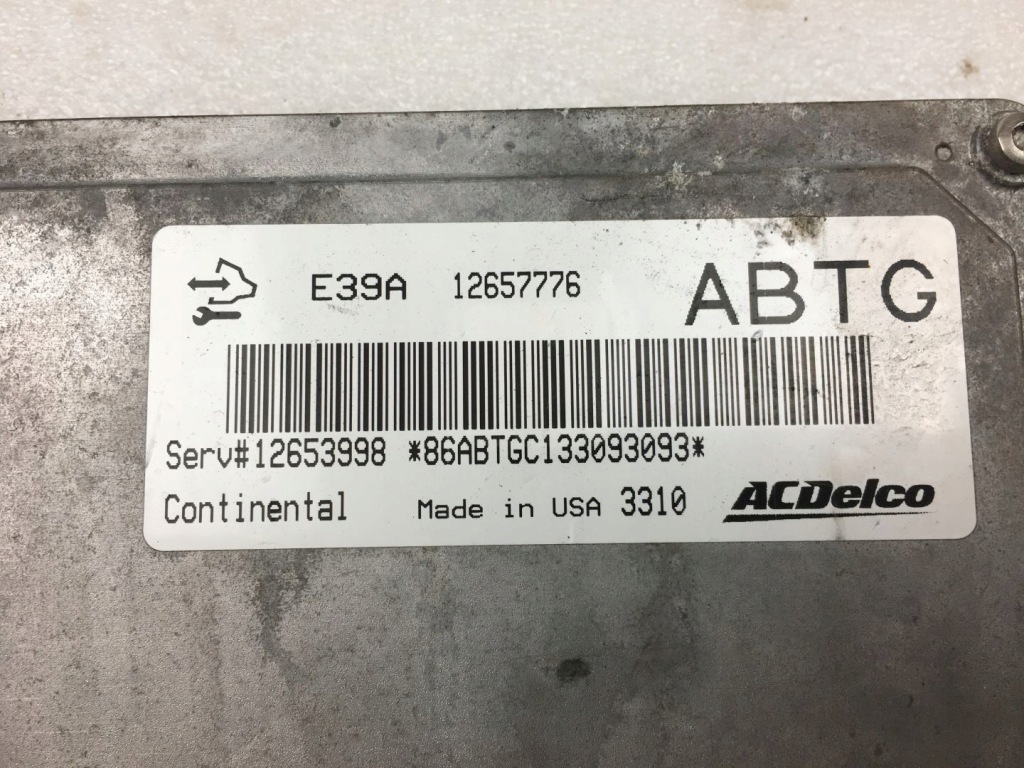 E39A 12657776 ABTG
Serv#12653998 *86ABTGC133093093*
Continental Made in USA 3310 ACDelco